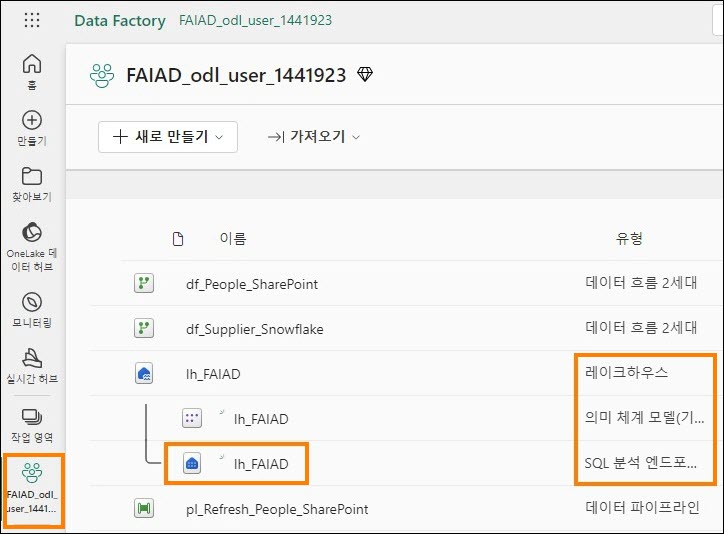 Data Factory FAIAD_odl_user_1441923
FAIAD_odl_user_1441923
홈
만들기
찾아보기
OneLake 데
이터 허브
모니터링
실시간 허브
작업 영역
FAIAD_odl_
user_1441...
새로 만들기 가져오기
이름 유형
df_People_SharePoint 데이터 흐름 2세대
df_Supplier_Snowflake 데이터 흐름 2세대
lh_FAIAD 레이크하우스
lh_FAIAD 의미 체계 모델(기...
lh_FAIAD SQL 분석 엔드포...
pl_Refresh_People_SharePoint 데이터 파이프라인